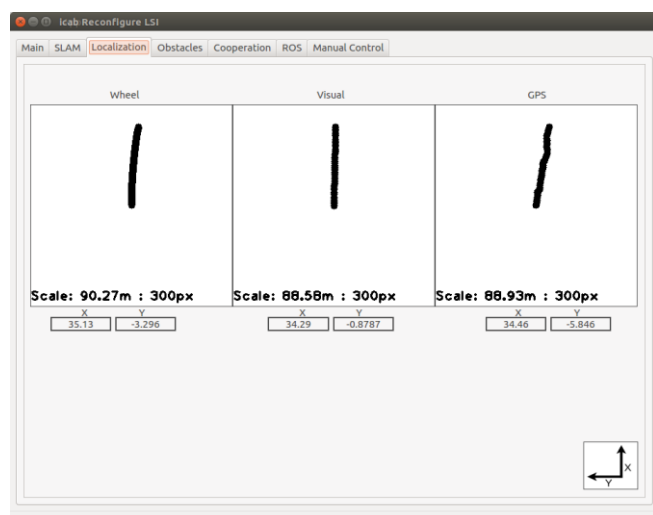 icab:Reconfigure LSI
Main SLAM Localization Obstacles Cooperation ROS Manual Control
Wheel Visual GPS
Scale: 90.27m : 300px Scale: 88.58m : 300px Scale: 88.93m : 300px
X Y X Y X Y
35.13 -3.296 34.29 -0.8787 34.46 -5.846
X
Y